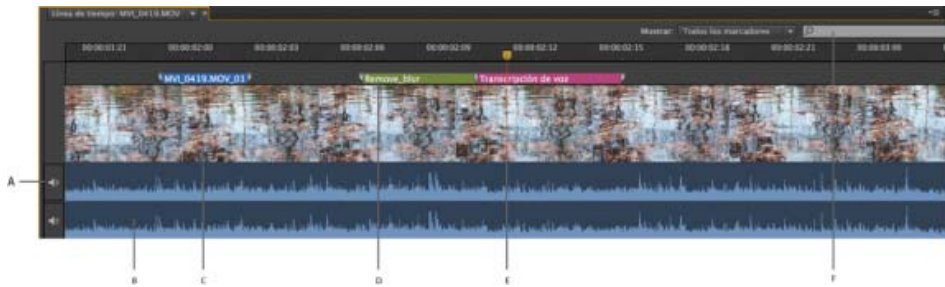 Línea de tiempo: MVI_0419.MOV
Mostrar: Todos los marcadores
00:00:01:21 00:00:02:00 00:00:02:03 00:00:02:06 00:00:02:09 00:00:02:12 00:00:02:15 00:00:02:18 00:00:02:21 00:00:03:00
MVI_0419.MOV_01 Remove_blur Transcripción de voz
A
B C D E F